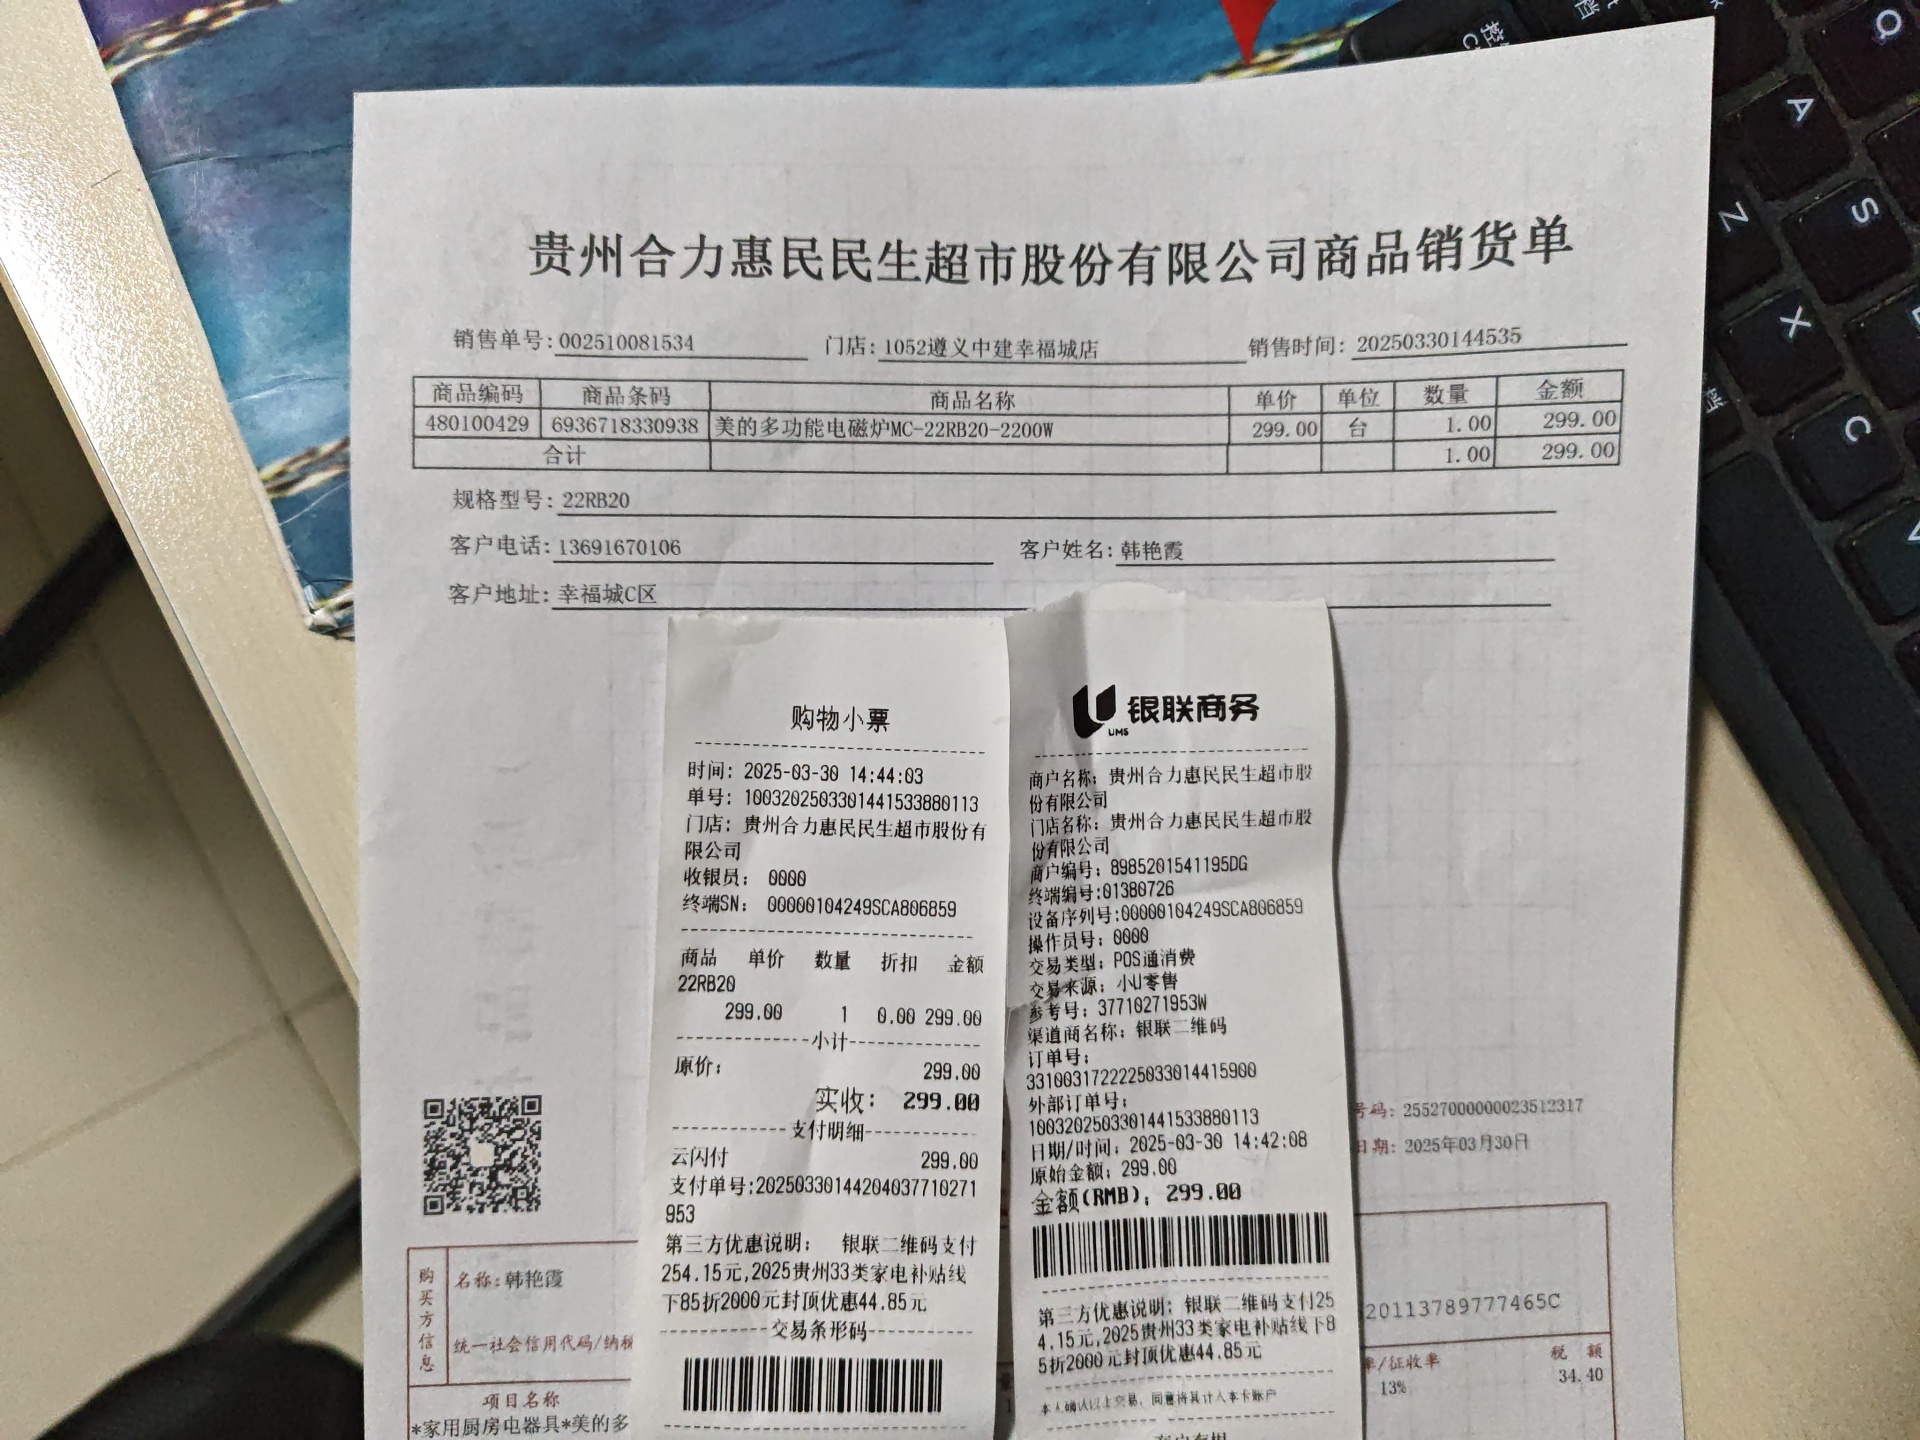 贵州合力惠民民生超市股份有限公司商品销货单
销售单号: 002510081534 门店: 1052遵义中建幸福城店 销售时间: 20250330144535
商品编码 商品条码 商品名称 单价 单位 数量 金额
480100429 6936718330938 美的多功能电磁炉MC-22RB20-2200W 299.00 台 1.00 299.00
合计 1.00 299.00
规格型号: 22RB20
客户电话: 13691670106 客户姓名: 韩艳霞
客户地址: 幸福城C区
购物小票
时间: 2025-03-30 14:44:03
单号: 1003202503301441533880113
门店: 贵州合力惠民民生超市股份有
限公司
收银员: 0000
终端SN: 00000104249SCA806859
商品 单价 数量 折扣 金额
22RB20
299.00 1 0.00 299.00
小计
原价: 299.00
实收: 299.00
支付明细
云闪付 299.00
支付单号:20250330144204037710271
953
第三方优惠说明: 银联二维码支付
254.15元,2025贵州33类家电补贴线
下85折2000元封顶优惠44.85元
交易条形码
银联商务
UMS
商户名称: 贵州合力惠民民生超市股
份有限公司
门店名称: 贵州合力惠民民生超市股
份有限公司
商户编号: 8985201541195DG
终端编号:01380726
设备序列号:00000104249SCA806859
操作员号: 0000
交易类型: POS通消费
交易来源: 小U零售
参考号: 37710271953W
渠道商名称: 银联二维码
订单号:
3310031722225033014415900
外部订单号:
1003202503301441533880113
日期/时间: 2025-03-30 14:42:08
原始金额: 299.00
金额(RMB): 299.00
第三方优惠说明: 银联二维码支付25
4.15元,2025贵州33类家电补贴线下8
5折2000元封顶优惠44.85元
本人确认以上交易, 同意将其计入本卡账户
号码: 25527000000023512317
日期: 2025年03月30日
购买方信息
名称: 韩艳霞
统一社会信用代码/纳税
20113789777465C
项目名称
率/征收率 税 额
13% 34.40
*家用厨房电器具*美的多
Q
A
S
Z
X
C